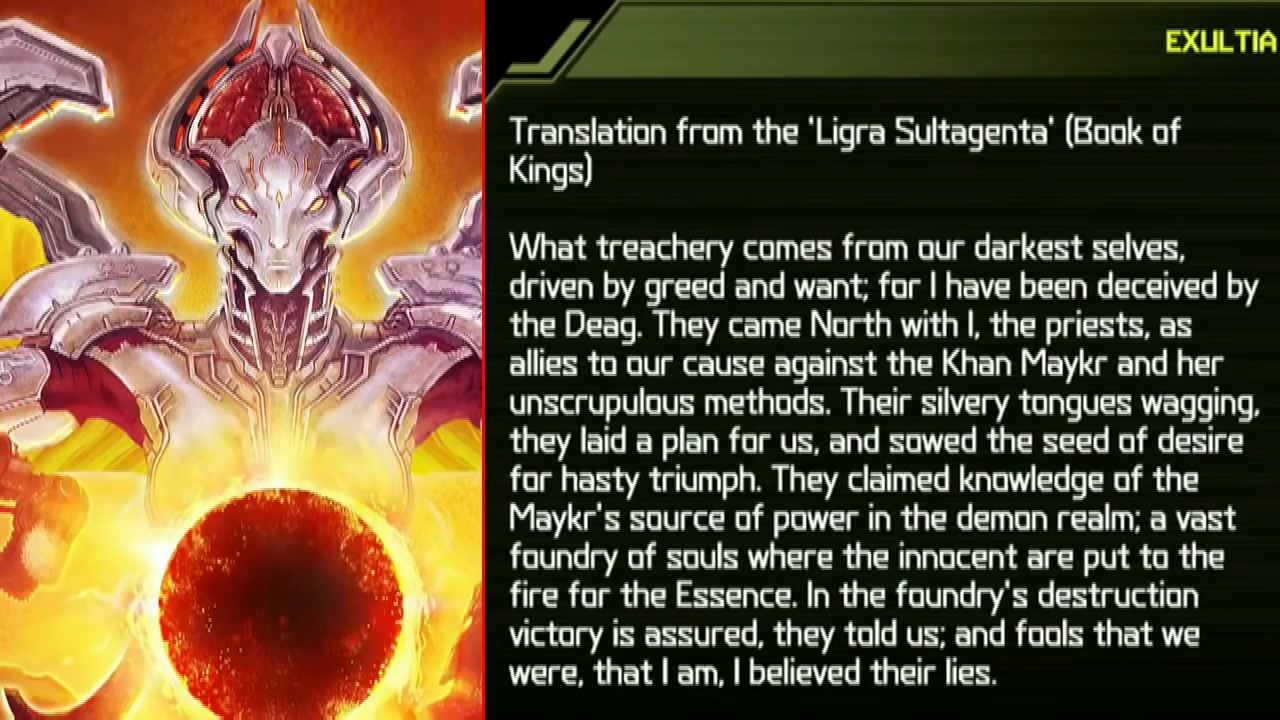 EXULTIA
Translation from the 'Ligra Sultagenta' (Book of
Kings)
What treachery comes from our darkest selves,
driven by greed and want; for I have been deceived by
the Deag. They came North with I, the priests, as
allies to our cause against the Khan Maykr and her
unscrupulous methods. Their silvery tongues wagging,
they laid a plan for us, and sowed the seed of desire
for hasty triumph. They claimed knowledge of the
Maykr's source of power in the demon realm; a vast
foundry of souls where the innocent are put to the
fire for the Essence. In the foundry's destruction
victory is assured, they told us; and fools that we
were, that I am, I believed their lies.